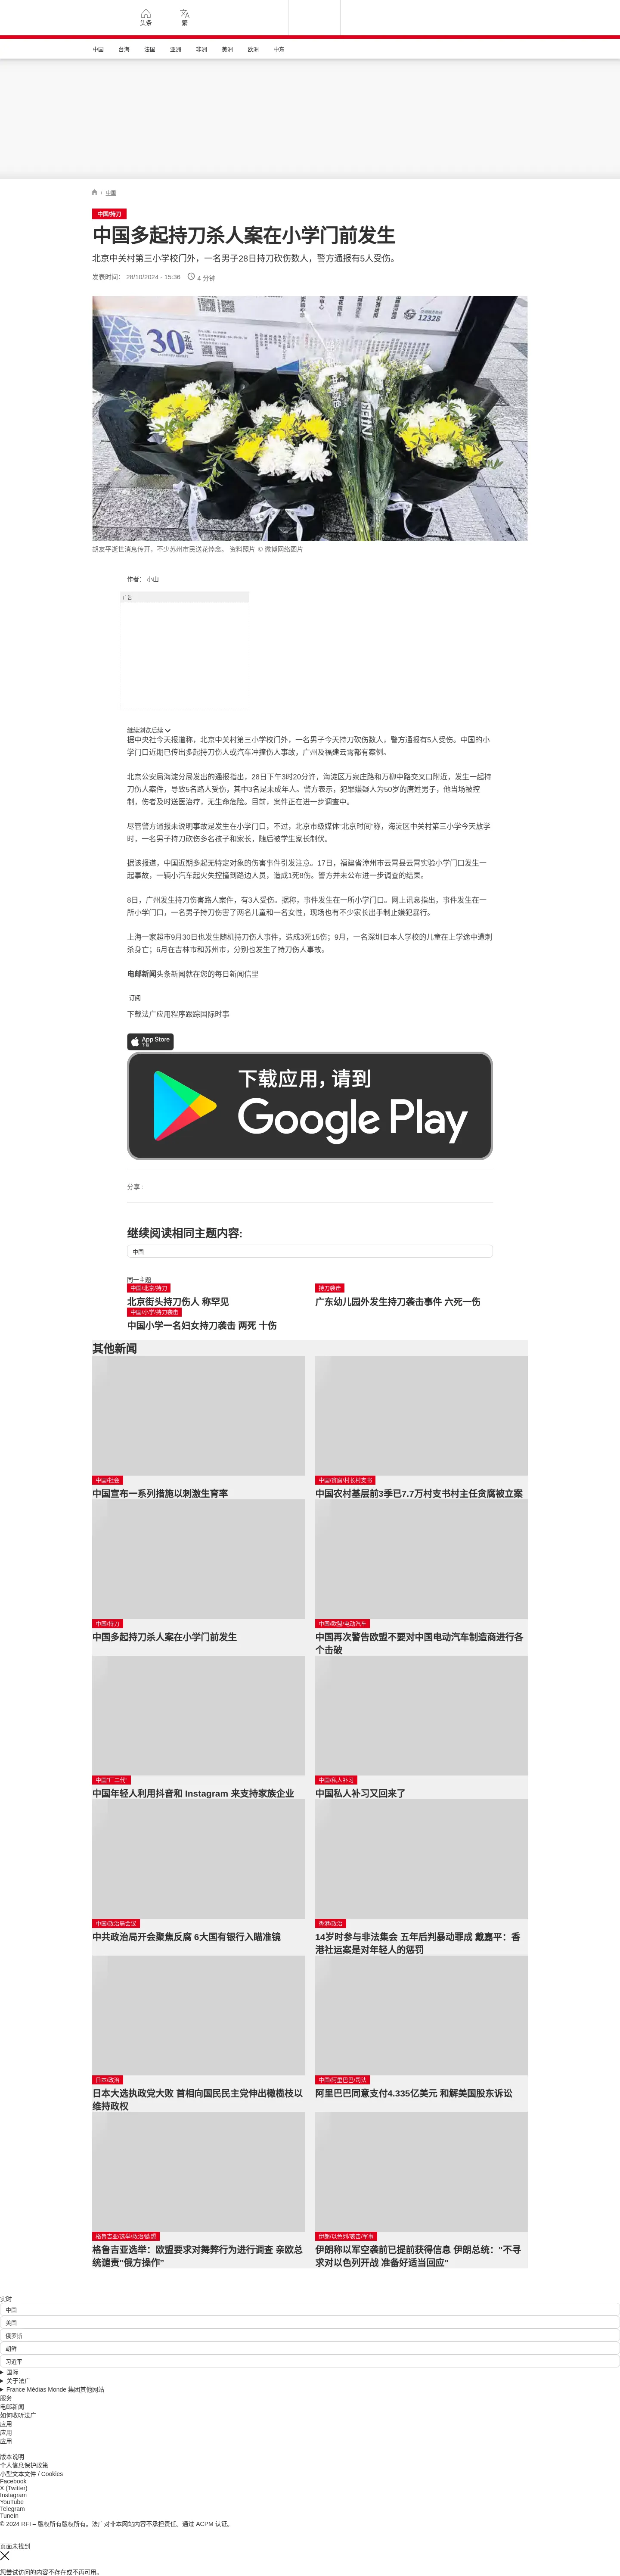 头条
繁
中国
台湾
法国
亚洲
非洲
美洲
欧洲
中东
/ 中国
中国/持刀
中国多起持刀杀人案在小学门前发生
北京中关村第三小学校门外，一名男子28日持刀砍伤数人，警方通报有5人受伤。
发表时间： 28/10/2024 - 15:36
4 分钟
30
12328
胡友平逝世消息传开，不少苏州市民送花悼念。 资料照片 © 微博网络图片
作者： 小山
广告
继续浏览后续
据中央社今天报道称，北京中关村第三小学校门外，一名男子今天持刀砍伤数人，警方通报有5人受伤。中国的小
学门口近期已传出多起持刀伤人或汽车冲撞伤人事故，广州及福建云霄都有案例。
北京公安局海淀分局发出的通报指出，28日下午3时20分许，海淀区万泉庄路和万柳中路交叉口附近，发生一起持
刀伤人案件，导致5名路人受伤，其中3名是未成年人。警方表示，犯罪嫌疑人为50岁的唐姓男子，他当场被控
制，伤者及时送医治疗，无生命危险。目前，案件正在进一步调查中。
尽管警方通报未说明事故是发生在小学门口，不过，北京市级媒体“北京时间”称，海淀区中关村第三小学今天放学
时，一名男子持刀砍伤多名孩子和家长，随后被学生家长制伏。
据该报道，中国近期多起无特定对象的伤害事件引发注意。17日，福建省漳州市云霄县云霄实验小学门口发生一
起事故，一辆小汽车起火失控撞到路边人员，造成1死8伤。警方并未公布进一步调查的结果。
8日，广州发生持刀伤害路人案件，有3人受伤。据称，事件发生在一所小学门口。网上讯息指出，事件发生在一
所小学门口，一名男子持刀伤害了两名儿童和一名女性，现场也有不少家长出手制止嫌犯暴行。
上海一家超市9月30日也发生随机持刀伤人事件，造成3死15伤；9月，一名深圳日本人学校的儿童在上学途中遭刺
杀身亡；6月在吉林市和苏州市，分别也发生了持刀伤人事故。
电邮新闻头条新闻就在您的每日新闻信里
订阅
下载法广应用程序跟踪国际时事
App Store
下载
下载应用，请到
Google Play
分享 :
继续阅读相同主题内容:
中国
同一主题
中国/北京/持刀
北京街头持刀伤人 称罕见
持刀袭击
广东幼儿园外发生持刀袭击事件 六死一伤
中国/小学/持刀袭击
中国小学一名妇女持刀袭击 两死 十伤
其他新闻
中国/社会
中国宣布一系列措施以刺激生育率
中国/贪腐/村长村支书
中国农村基层前3季已7.7万村支书村主任贪腐被立案
中国/持刀
中国多起持刀杀人案在小学门前发生
中国/欧盟/电动汽车
中国再次警告欧盟不要对中国电动汽车制造商进行各
个击破
中国“厂二代”
中国年轻人利用抖音和 Instagram 来支持家族企业
中国/私人补习
中国私人补习又回来了
中国/政治局会议
中共政治局开会聚焦反腐 6大国有银行入瞄准镜
香港/政治
14岁时参与非法集会 五年后判暴动罪成 戴嘉平：香
港社运案是对年轻人的惩罚
日本/政治
日本大选执政党大败 首相向国民民主党伸出橄榄枝以
维持政权
中国/阿里巴巴/司法
阿里巴巴同意支付4.335亿美元 和解美国股东诉讼
格鲁吉亚/选举/政治/欧盟
格鲁吉亚选举：欧盟要求对舞弊行为进行调查 亲欧总
统谴责"俄方操作"
伊朗/以色列/袭击/军事
伊朗称以军空袭前已提前获得信息 伊朗总统："不寻
求对以色列开战 准备好适当回应"
实时
中国
美国
俄罗斯
朝鲜
习近平
国际
关于法广
France Médias Monde 集团其他网站
服务
电邮新闻
如何收听法广
应用
应用
应用
版本说明
个人信息保护政策
小型文本文件 / Cookies
Facebook
X (Twitter)
Instagram
YouTube
Telegram
TuneIn
© 2024 RFI – 版权所有版权所有。法广对非本网站内容不承担责任。通过 ACPM 认证。
页面未找到
您尝试访问的内容不存在或不再可用。